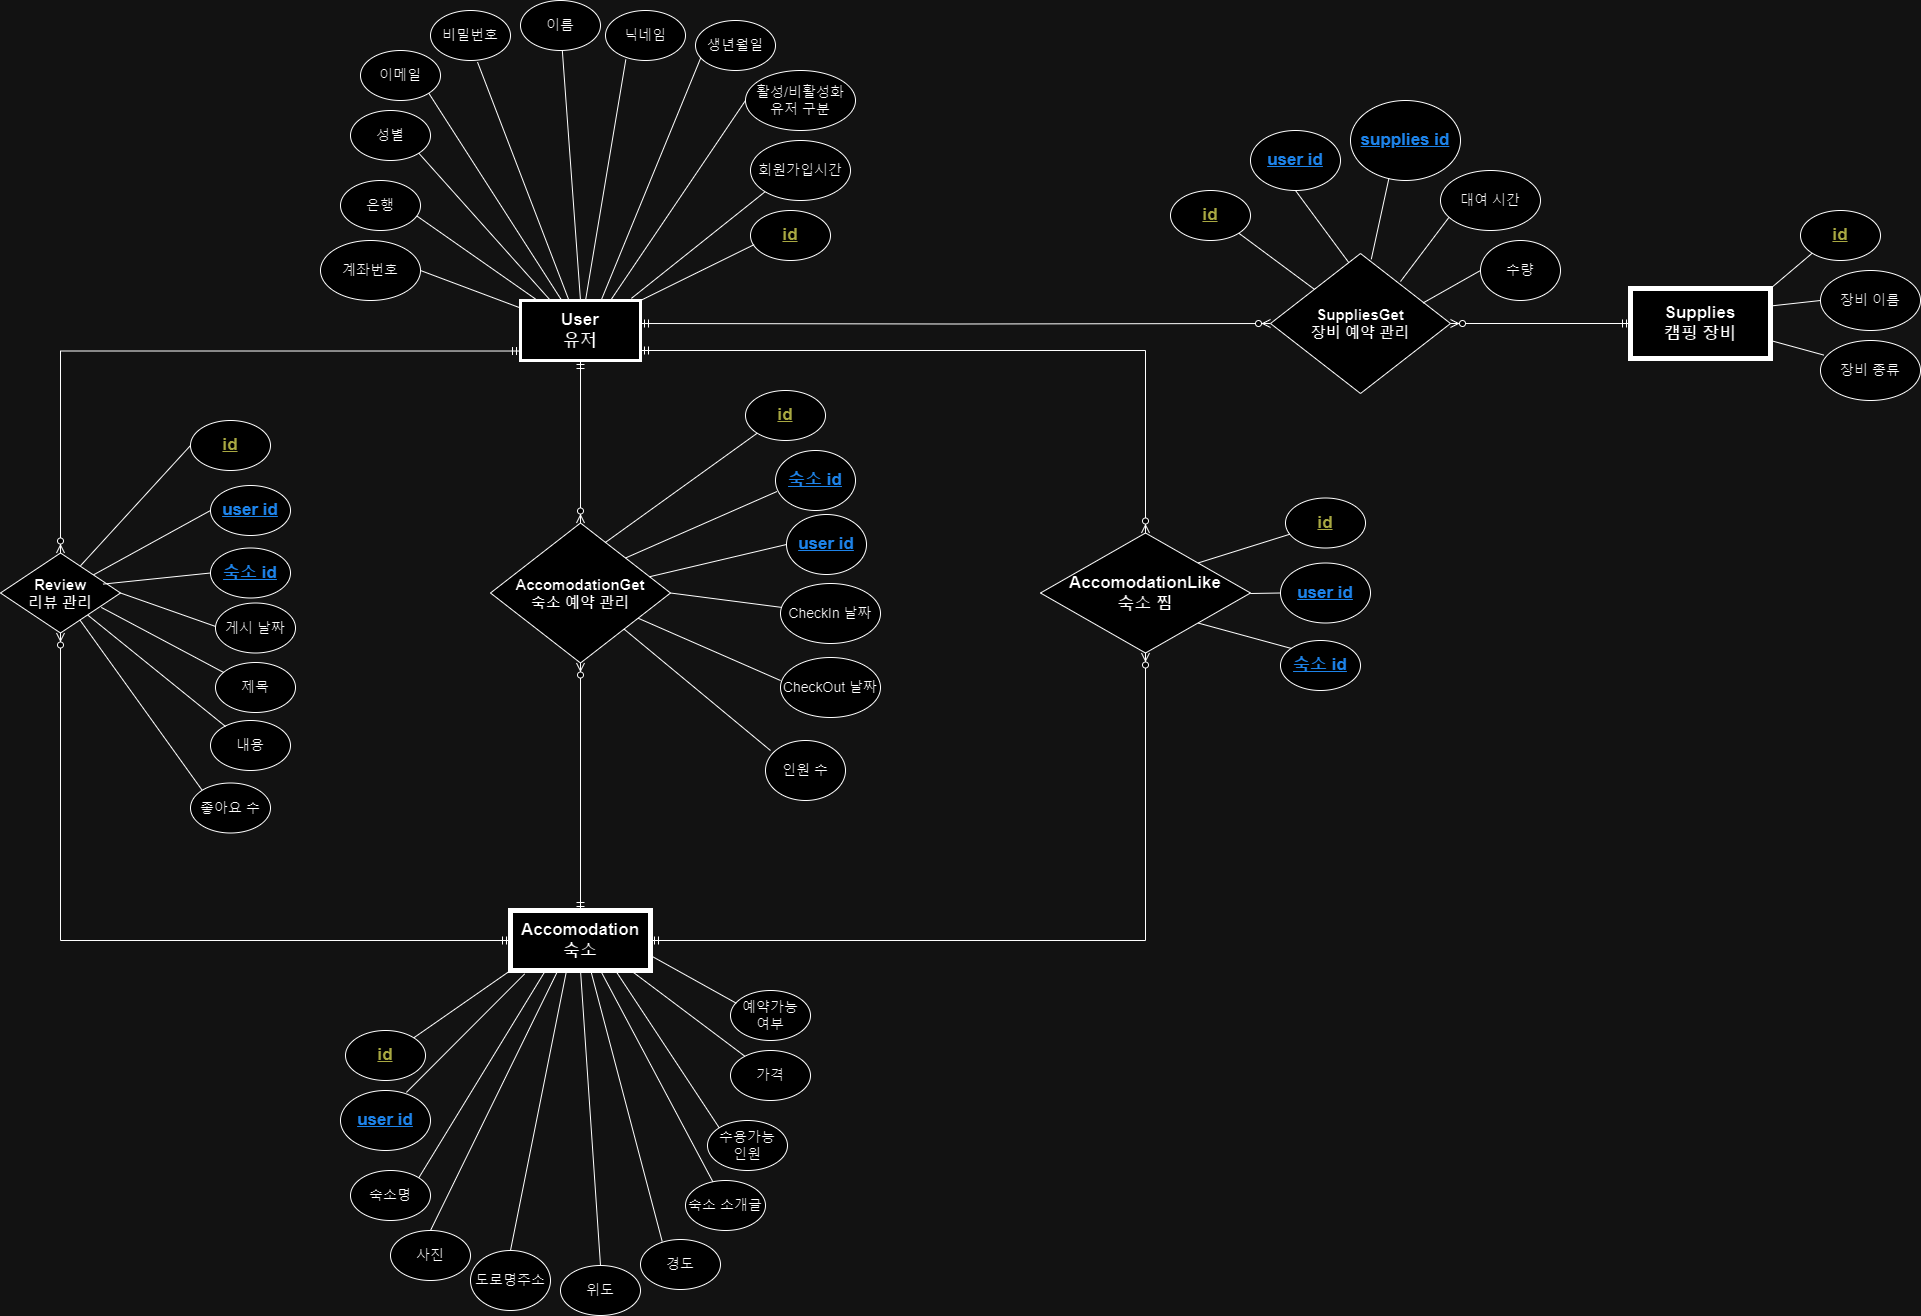 이름
비밀번호
닉네임
생년월일
이메일
활성/비활성화
유저 구분
성별
회원가입시간
은행
id
계좌번호
User
유저
supplies id
user id
대여 시간
id
수량
SuppliesGet
장비 예약 관리
id
장비 이름
Supplies
캠핑 장비
장비 종류
id
user id
숙소 id
Review
리뷰 관리
게시 날짜
제목
내용
좋아요 수
id
숙소 id
user id
AccomodationGet
숙소 예약 관리
CheckIn 날짜
CheckOut 날짜
인원 수
id
AccomodationLike
숙소 찜
user id
숙소 id
Accomodation
숙소
예약가능
여부
id
가격
user id
수용가능
인원
숙소명
숙소 소개글
사진
경도
도로명주소
위도